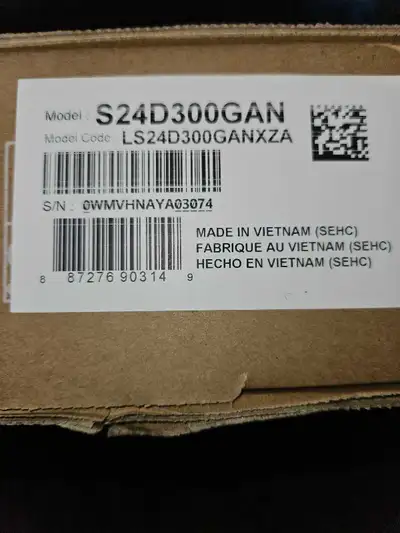 Model : S24D300GAN
Model Code LS24D300GANXZA
S/N : 0WMVHNAYA03074
MADE IN VIETNAM (SEHC)
FABRIQUE AU VIETNAM (SEHC)
HECHO EN VIETNAM (SEHC)
8 87276 90314 9